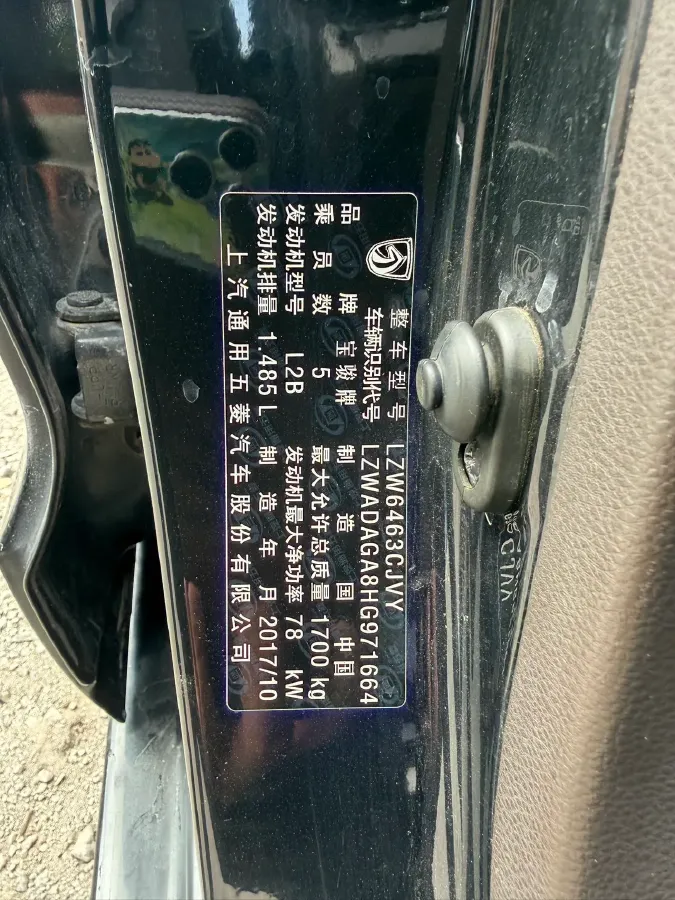 整车型号 LZW6463CJVY
车辆识别代号 LZWADAGA8HG971664
品牌 宝骏牌 制造国 中国
乘员数 5 最大允许总质量 1700 kg
发动机型号 L2B 发动机最大净功率 78 kW
发动机排量 1.485L 制造年月 2017/10
上汽通用五菱汽车股份有限公司